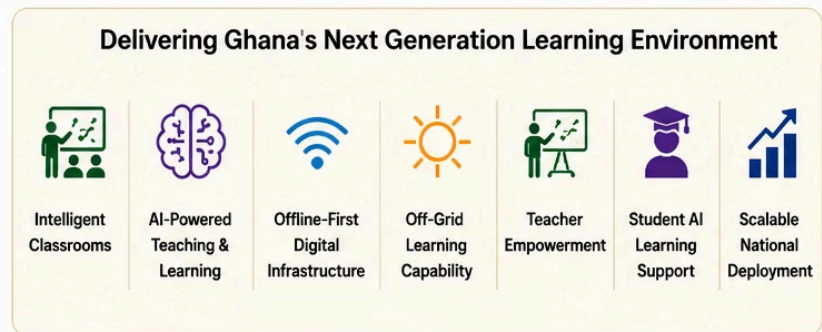 Delivering Ghana's Next Generation Learning Environment
Intelligent
Classrooms
AI-Powered
Teaching &
Learning
Offline-First
Digital
Infrastructure
Off-Grid
Learning
Capability
Teacher
Empowerment
Student AI
Learning
Support
Scalable
National
Deployment